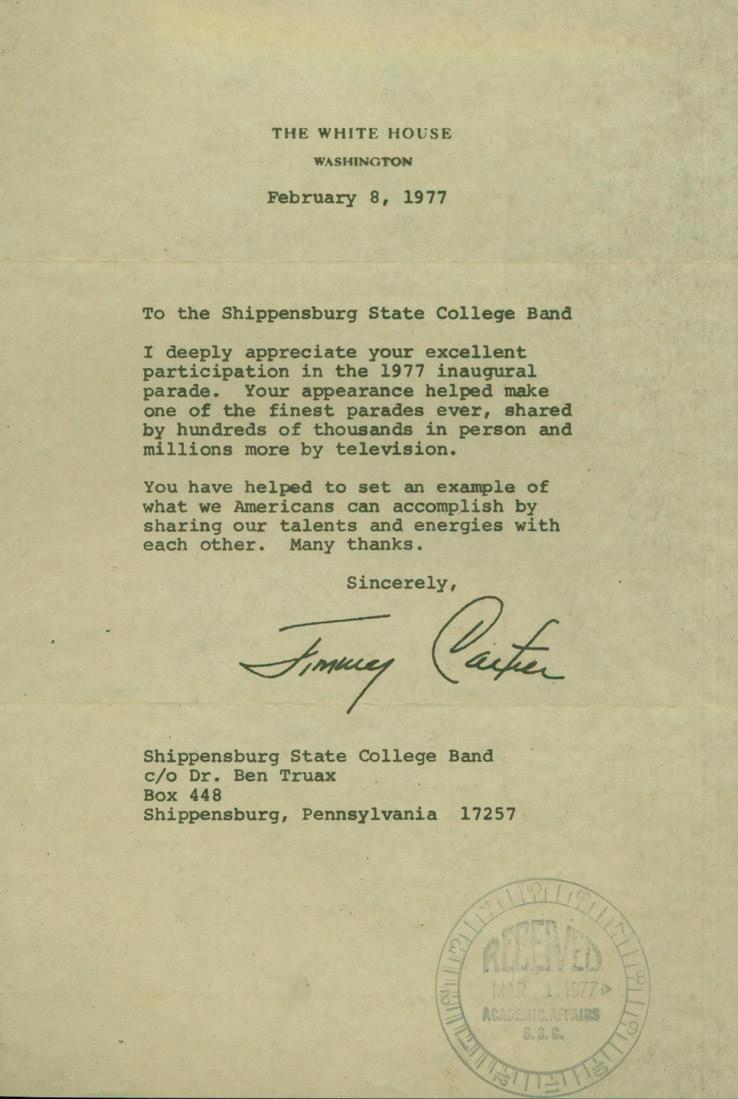 THE WHITE HOUSE
WASHINGTON
February 8, 1977
To the Shippensburg State College Band
I deeply appreciate your excellent
participation in the 1977 inaugural
parade. Your appearance helped make
one of the finest parades ever, shared
by hundreds of thousands in person and
millions more by television.
You have helped to set an example of
what we Americans can accomplish by
sharing our talents and energies with
each other. Many thanks.
Sincerely,
Jimmy Carter
Shippensburg State College Band
c/o Dr. Ben Truax
Box 448
Shippensburg, Pennsylvania 17257
RECEIVED
MAR 1 1977
ACADEMIC AFFAIRS
S.S.C.